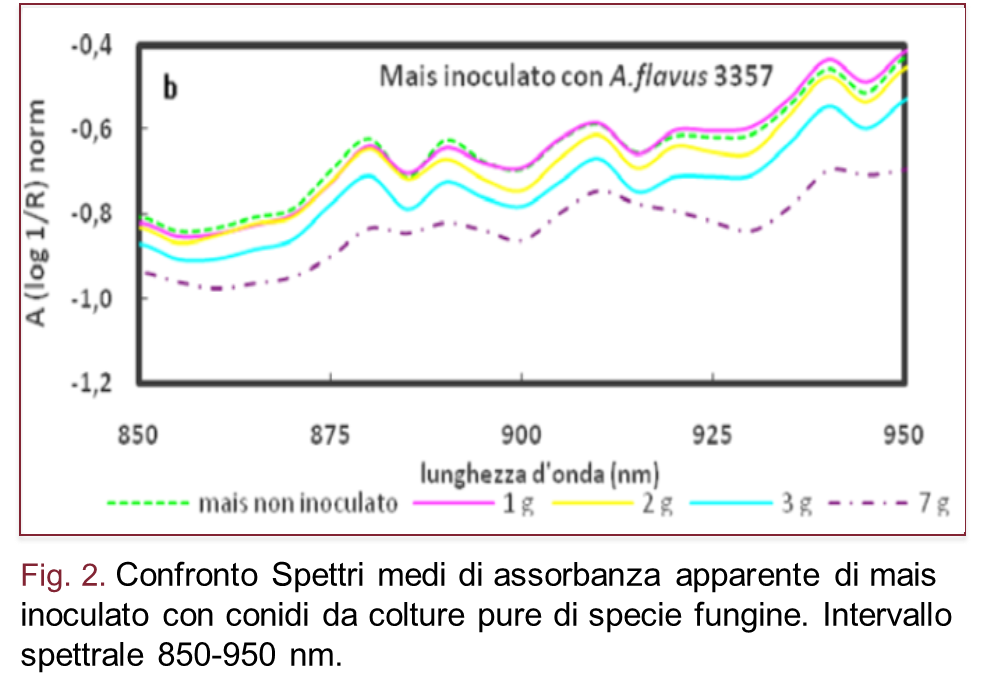 -0,4
b
Mais inoculato con A.flavus 3357
-0,6
-0,8
-1,0
-1,2
A (log 1/R) norm
850 875 900 925 950
lunghezza d'onda (nm)
mais non inoculato 1 g 2 g 3 g 7 g
Fig. 2. Confronto Spettri medi di assorbanza apparente di mais
inoculato con conidi da colture pure di specie fungine. Intervallo
spettrale 850-950 nm.